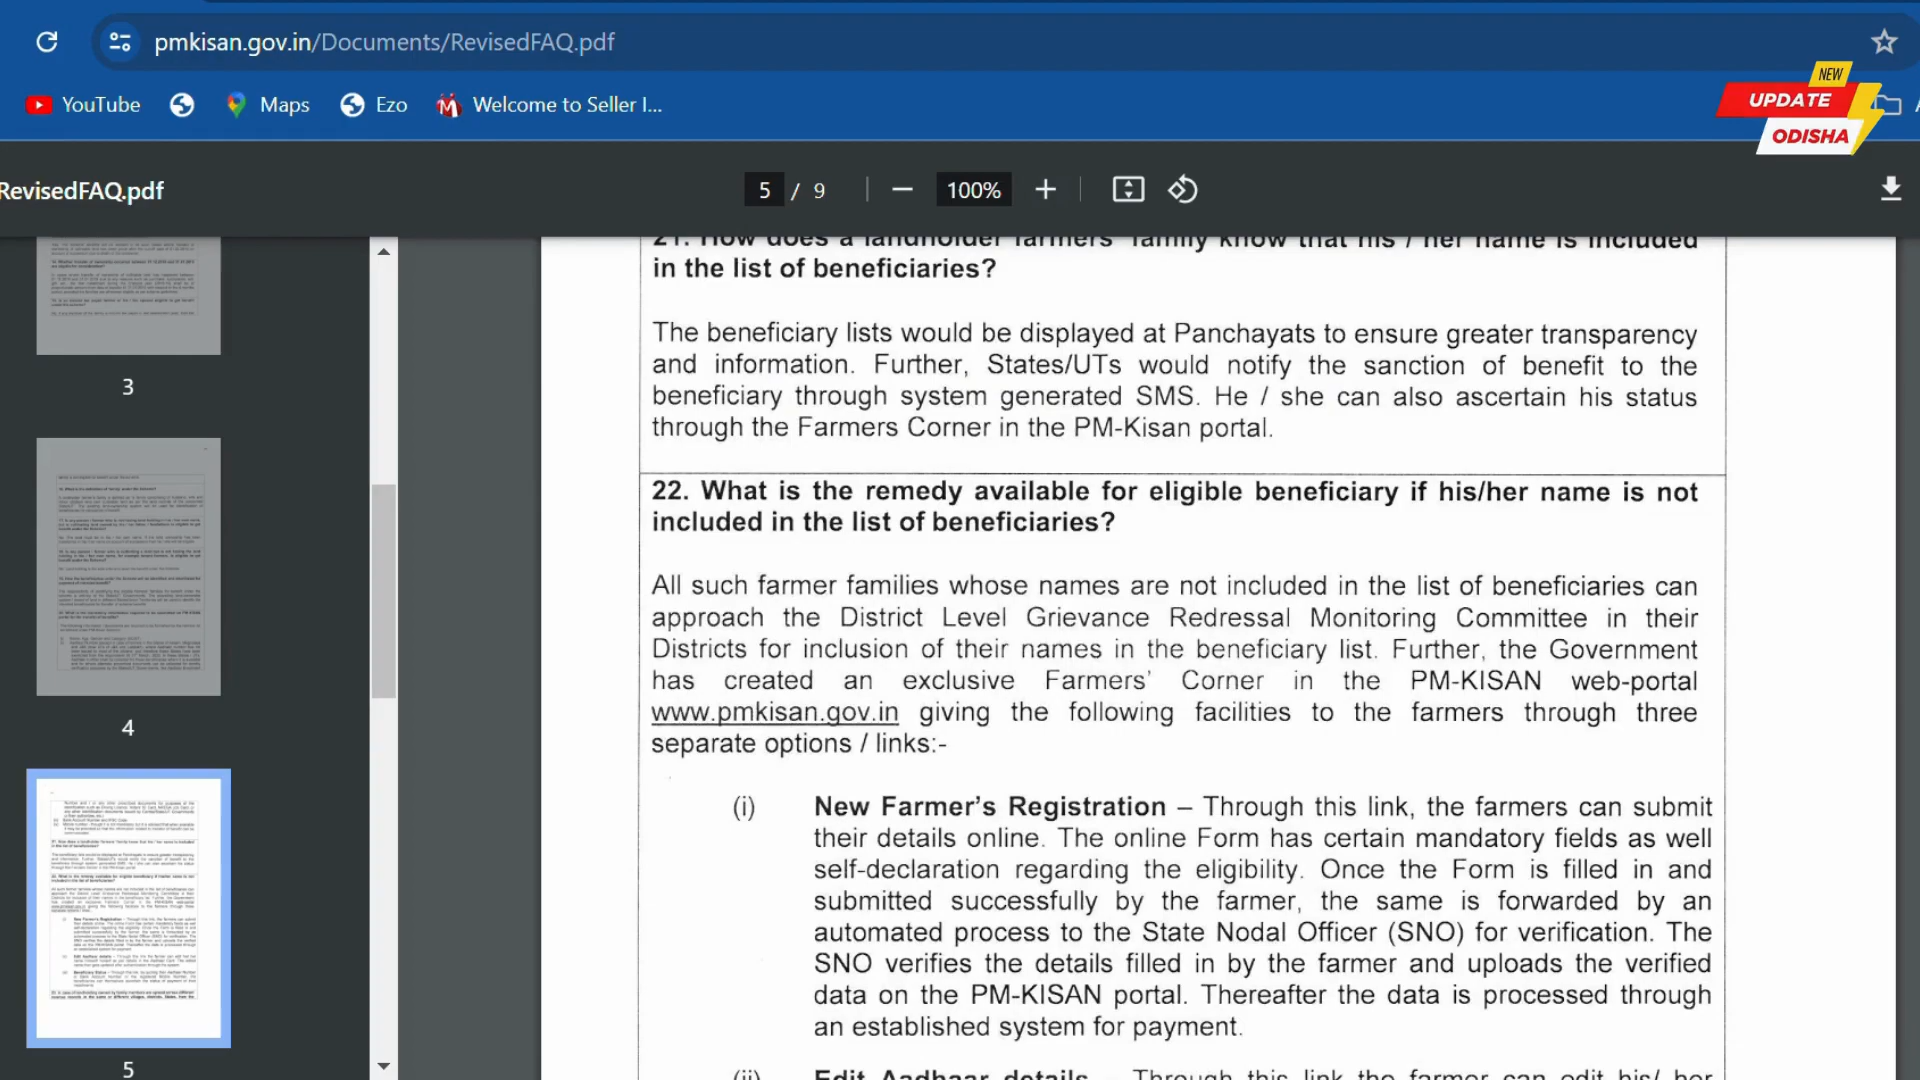 pmkisan.gov.in/Documents/RevisedFAQ.pdf
YouTube
Maps
Ezo
Welcome to Seller I...
NEW
UPDATE
ODISHA
RevisedFAQ.pdf
5 / 9
100%
3
4
5
21. How does a landholder farmers' family know that his / her name is included
in the list of beneficiaries?
The beneficiary lists would be displayed at Panchayats to ensure greater transparency
and information. Further, States/UTs would notify the sanction of benefit to the
beneficiary through system generated SMS. He / she can also ascertain his status
through the Farmers Corner in the PM-Kisan portal.
22. What is the remedy available for eligible beneficiary if his/her name is not
included in the list of beneficiaries?
All such farmer families whose names are not included in the list of beneficiaries can
approach the District Level Grievance Redressal Monitoring Committee in their
Districts for inclusion of their names in the beneficiary list. Further, the Government
has created an exclusive Farmers' Corner in the PM-KISAN web-portal
www.pmkisan.gov.in giving the following facilities to the farmers through three
separate options / links:-
(i) New Farmer's Registration – Through this link, the farmers can submit
their details online. The online Form has certain mandatory fields as well
self-declaration regarding the eligibility. Once the Form is filled in and
submitted successfully by the farmer, the same is forwarded by an
automated process to the State Nodal Officer (SNO) for verification. The
SNO verifies the details filled in by the farmer and uploads the verified
data on the PM-KISAN portal. Thereafter the data is processed through
an established system for payment.
(ii) Edit Aadhaar details – Through this link the farmer can edit his/ her